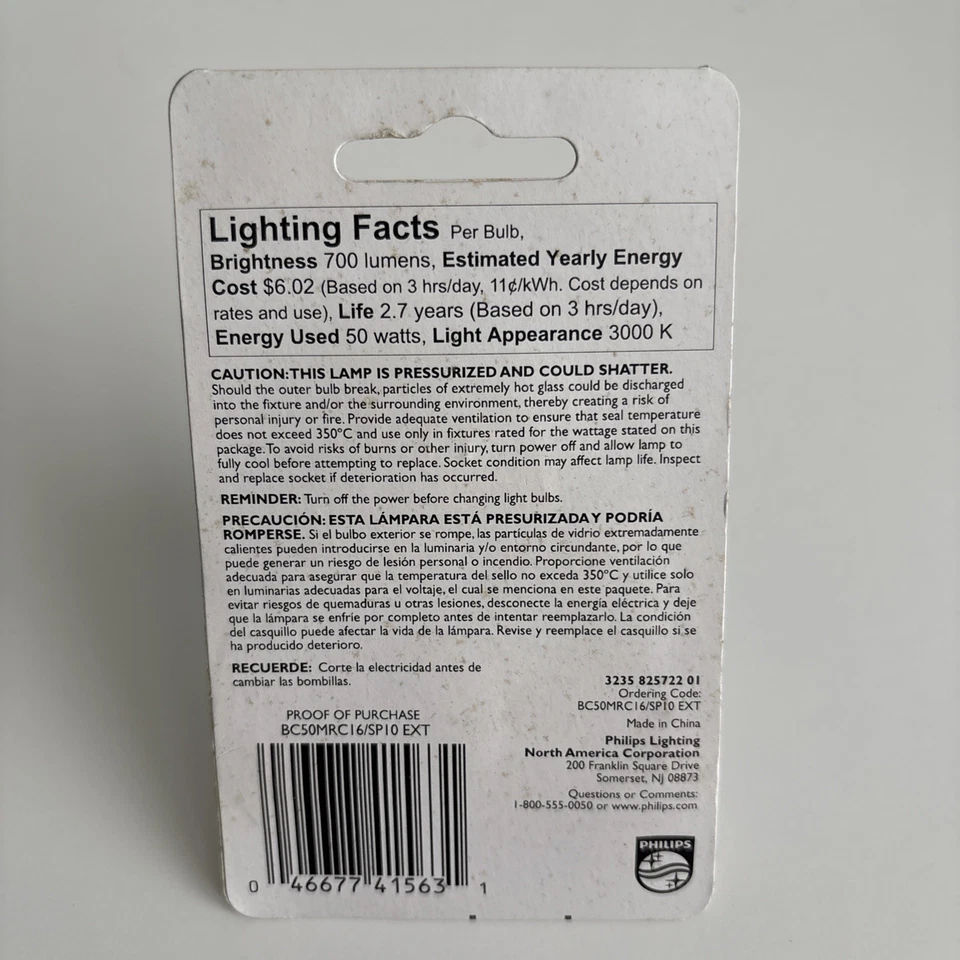 Lighting Facts Per Bulb,
Brightness 700 lumens, Estimated Yearly Energy
Cost $6.02 (Based on 3 hrs/day, 11¢/kWh. Cost depends on
rates and use), Life 2.7 years (Based on 3 hrs/day),
Energy Used 50 watts, Light Appearance 3000 K
CAUTION:THIS LAMP IS PRESSURIZED AND COULD SHATTER.
Should the outer bulb break, particles of extremely hot glass could be discharged
into the fixture and/or the surrounding environment, thereby creating a risk of
personal injury or fire. Provide adequate ventilation to ensure that seal temperature
does not exceed 350°C and use only in fixtures rated for the wattage stated on this
package. To avoid risks of burns or other injury, turn power off and allow lamp to
fully cool before attempting to replace. Socket condition may affect lamp life. Inspect
and replace socket if deterioration has occurred.
REMINDER: Turn off the power before changing light bulbs.
PRECAUCIÓN: ESTA LÁMPARA ESTÁ PRESURIZADA Y PODRÍA
ROMPERSE. Si el bulbo exterior se rompe, las partículas de vidrio extremadamente
calientes pueden introducirse en la luminaria y/o entorno circundante, por lo que
puede generar un riesgo de lesión personal o incendio. Proporcione ventilación
adecuada para asegurar que la temperatura del sello no exceda 350°C y utilice solo
en luminarias adecuadas para el voltaje, el cual se menciona en este paquete. Para
evitar riesgos de quemaduras u otras lesiones, desconecte la energía eléctrica y deje
que la lámpara se enfríe por completo antes de intentar reemplazarlo. La condición
del casquillo puede afectar la vida de la lámpara. Revise y reemplace el casquillo si se
ha producido deterioro.
RECUERDE: Corte la electricidad antes de
cambiar las bombillas.
3235 825722 01
Ordering Code:
BC50MRC16/SP10 EXT
Made in China
Philips Lighting
North America Corporation
200 Franklin Square Drive
Somerset, NJ 08873
Questions or Comments:
1-800-555-0050 or www.philips.com
PROOF OF PURCHASE
BC50MRC16/SP10 EXT
0 46677 41563 1
PHILIPS